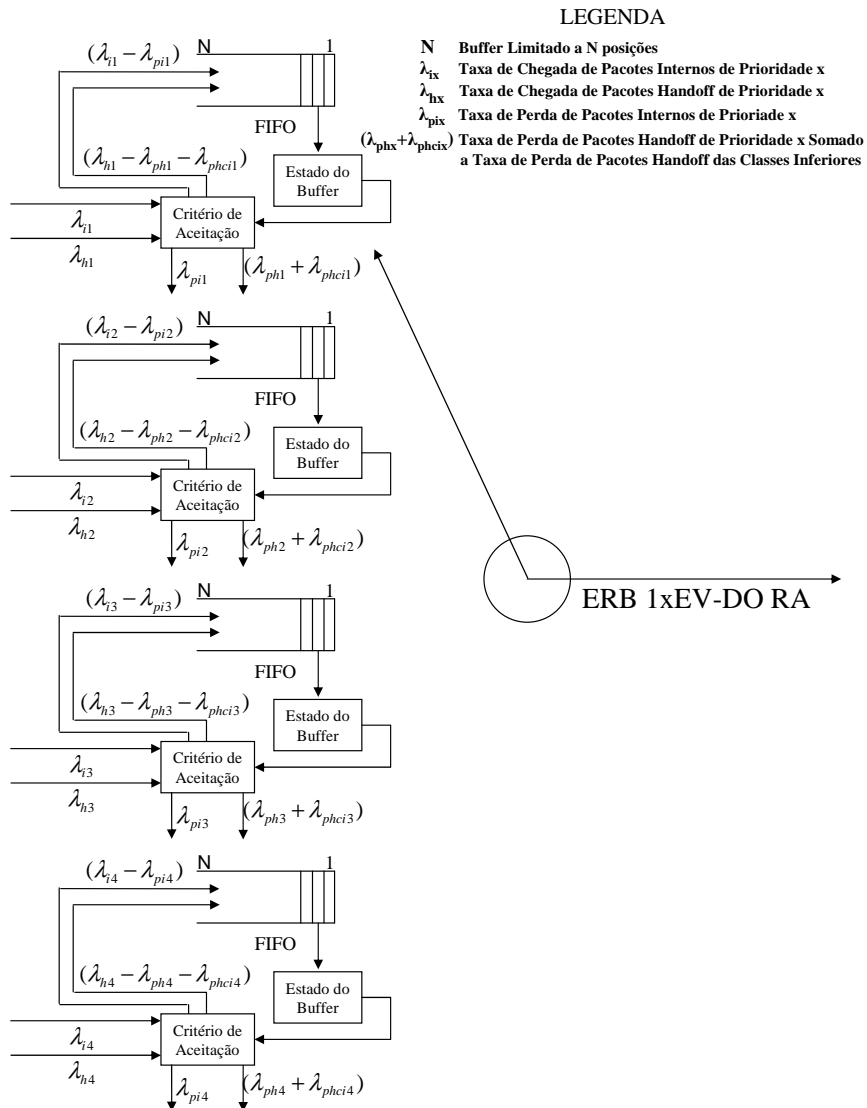 LEGENDA
N Buffer Limitado a N posições
λix Taxa de Chegada de Pacotes Internos de Prioridade x
λhx Taxa de Chegada de Pacotes Handoff de Prioridade x
λpix Taxa de Perda de Pacotes Internos de Prioriade x
(λphx+λphcix) Taxa de Perda de Pacotes Handoff de Prioridade x Somado
a Taxa de Perda de Pacotes Handoff das Classes Inferiores
(λi1 − λpi1)
N 1
FIFO
(λh1 − λph1 − λphci1)
Estado do
Buffer
Critério de
Aceitação
λi1
λh1
λpi1
(λph1 + λphci1)
(λi2 − λpi2)
N 1
FIFO
(λh2 − λph2 − λphci2)
Estado do
Buffer
Critério de
Aceitação
λi2
λh2
λpi2
(λph2 + λphci2)
ERB 1xEV-DO RA
(λi3 − λpi3)
N 1
FIFO
(λh3 − λph3 − λphci3)
Estado do
Buffer
Critério de
Aceitação
λi3
λh3
λpi3
(λph3 + λphci3)
(λi4 − λpi4)
N 1
FIFO
(λh4 − λph4 − λphci4)
Estado do
Buffer
Critério de
Aceitação
λi4
λh4
λpi4
(λph4 + λphci4)